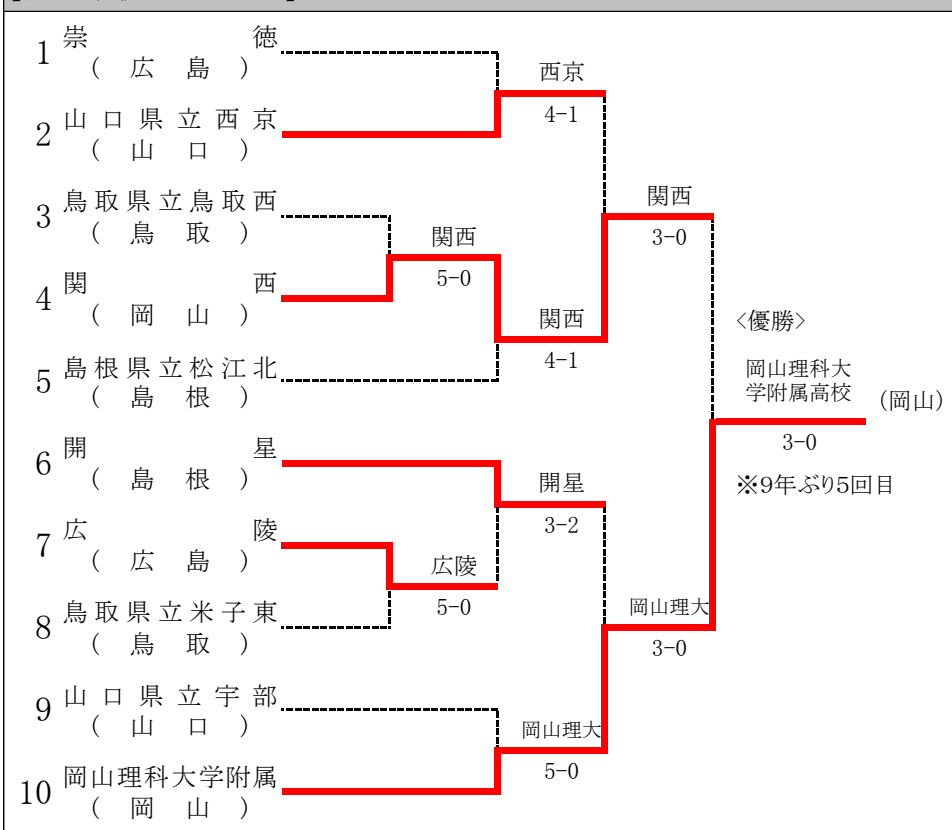 1 崇徳
(広島)
2 山口県立西京
(山口)
3 鳥取県立鳥取西
(鳥取)
4 関西
(岡山)
5 島根県立松江北
(島根)
6 開星
(島根)
7 広陵
(広島)
8 鳥取県立米子東
(鳥取)
9 山口県立宇部
(山口)
10 岡山理科大学附属
(岡山)
関西
5-0
広陵
5-0
西京
4-1
関西
4-1
開星
3-2
岡山理大
5-0
関西
3-0
岡山理大
3-0
<優勝>
岡山理科大
学附属高校
(岡山)
3-0
※9年ぶり5回目